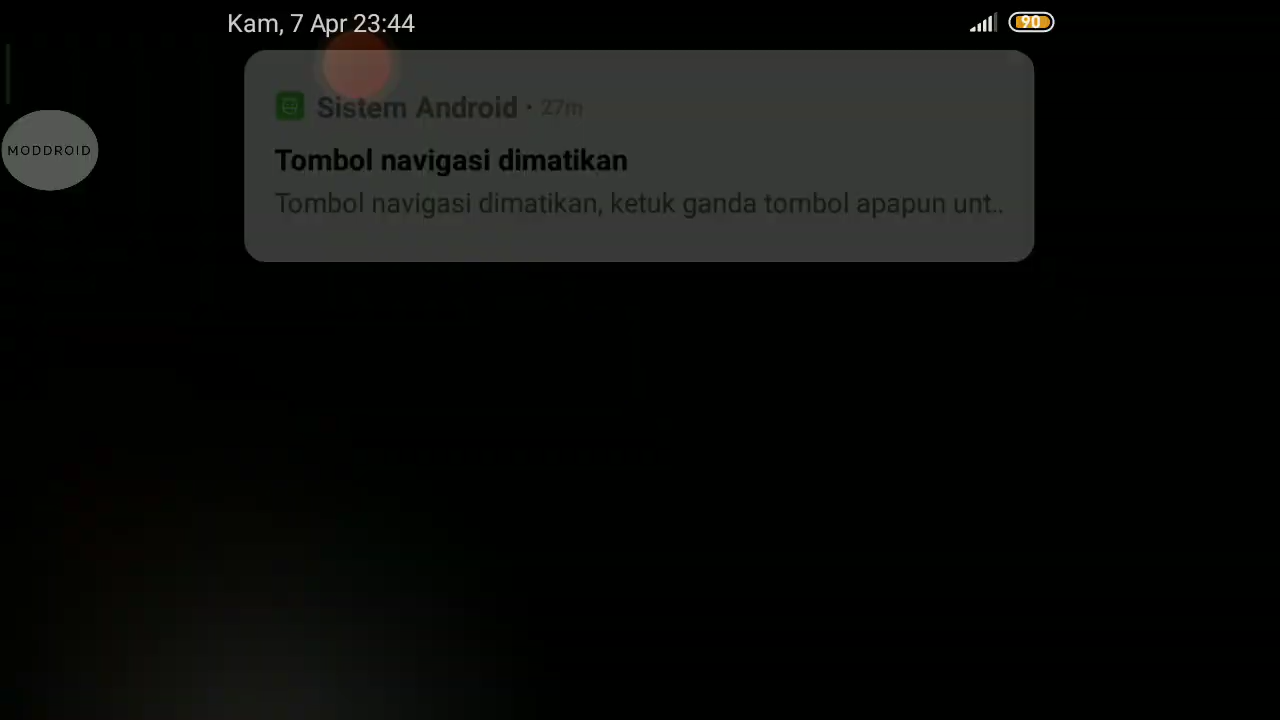 Kam, 7 Apr 23:44
90
Sistem Android · 27m
MODDROID
Tombol navigasi dimatikan
Tombol navigasi dimatikan, ketuk ganda tombol apapun unt..